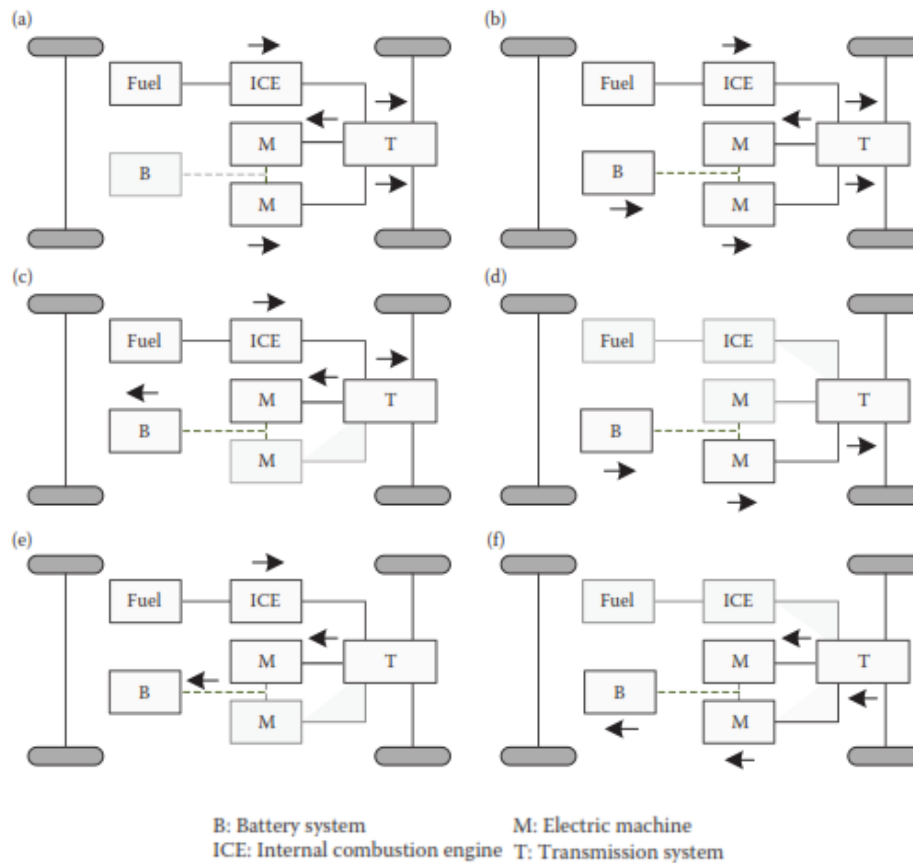 (a)
(b)
Fuel
ICE
Fuel
ICE
M
T
M
T
B
B
M
M
(c)
(d)
Fuel
ICE
Fuel
ICE
M
T
M
T
B
B
M
M
(e)
(f)
Fuel
ICE
Fuel
ICE
M
T
M
T
B
B
M
M
B: Battery system
M: Electric machine
ICE: Internal combustion engine
T: Transmission system